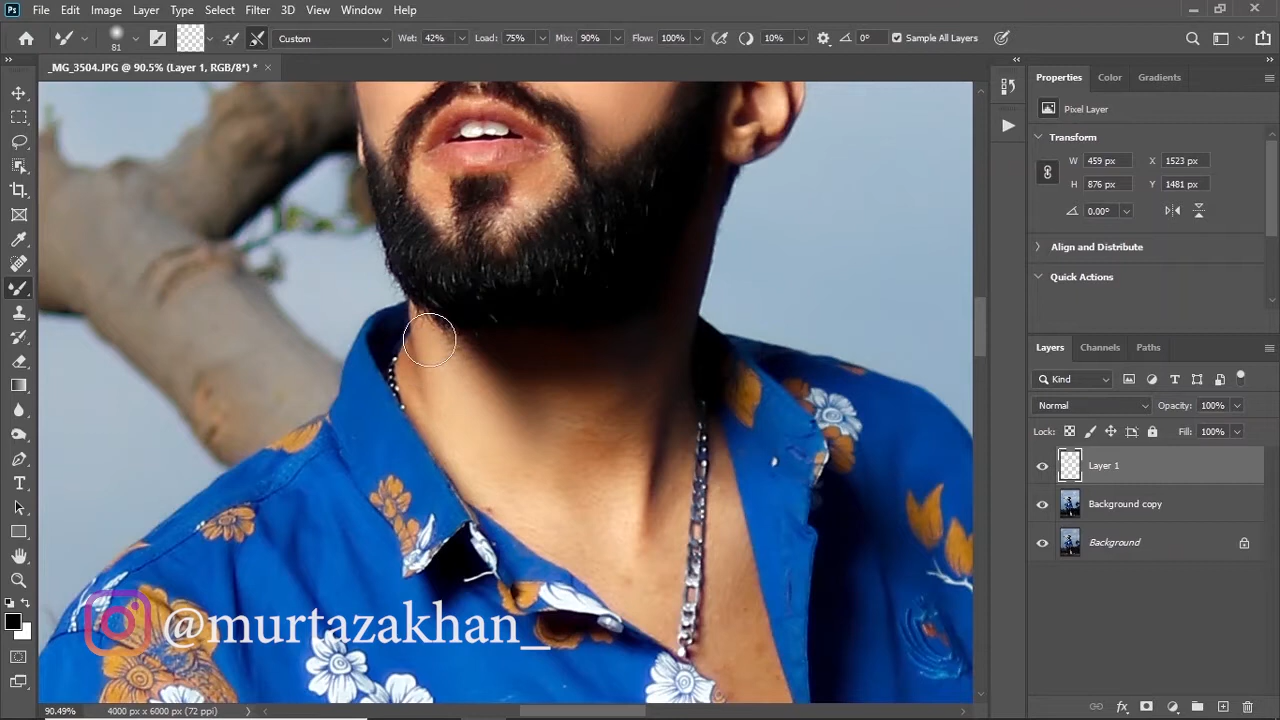 Ps File Edit Image Layer Type Select Filter 3D View Window Help
81 Custom Wet: 42% Load: 75% Mix: 90% Flow: 100% 10% 0° Sample All Layers
_MG_3504.JPG @ 90.5% (Layer 1, RGB/8*) *
Properties Color Gradients
Pixel Layer
Transform
W 459 px X 1523 px
H 876 px Y 1481 px
0.00°
Align and Distribute
Quick Actions
Layers Channels Paths
Kind
Normal Opacity: 100%
Lock: Fill: 100%
Layer 1
Background copy
Background
@murtazakhan_
90.49% 4000 px x 6000 px (72 ppi)